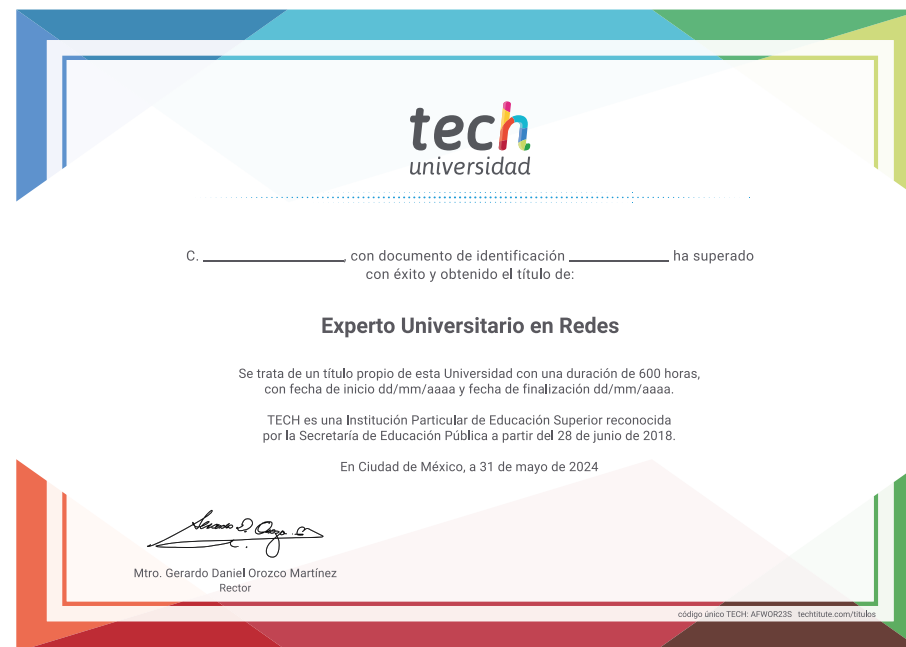 tech
universidad
C. ____________, con documento de identificación ____________ ha superado
con éxito y obtenido el título de:
Experto Universitario en Redes
Se trata de un título propio de esta Universidad con una duración de 600 horas,
con fecha de inicio dd/mm/aaaa y fecha de finalización dd/mm/aaaa.
TECH es una Institución Particular de Educación Superior reconocida
por la Secretaría de Educación Pública a partir del 28 de junio de 2018.
En Ciudad de México, a 31 de mayo de 2024
Mtro. Gerardo Daniel Orozco Martínez
Rector
código único TECH: AFWOR23S techtitute.com/titulos